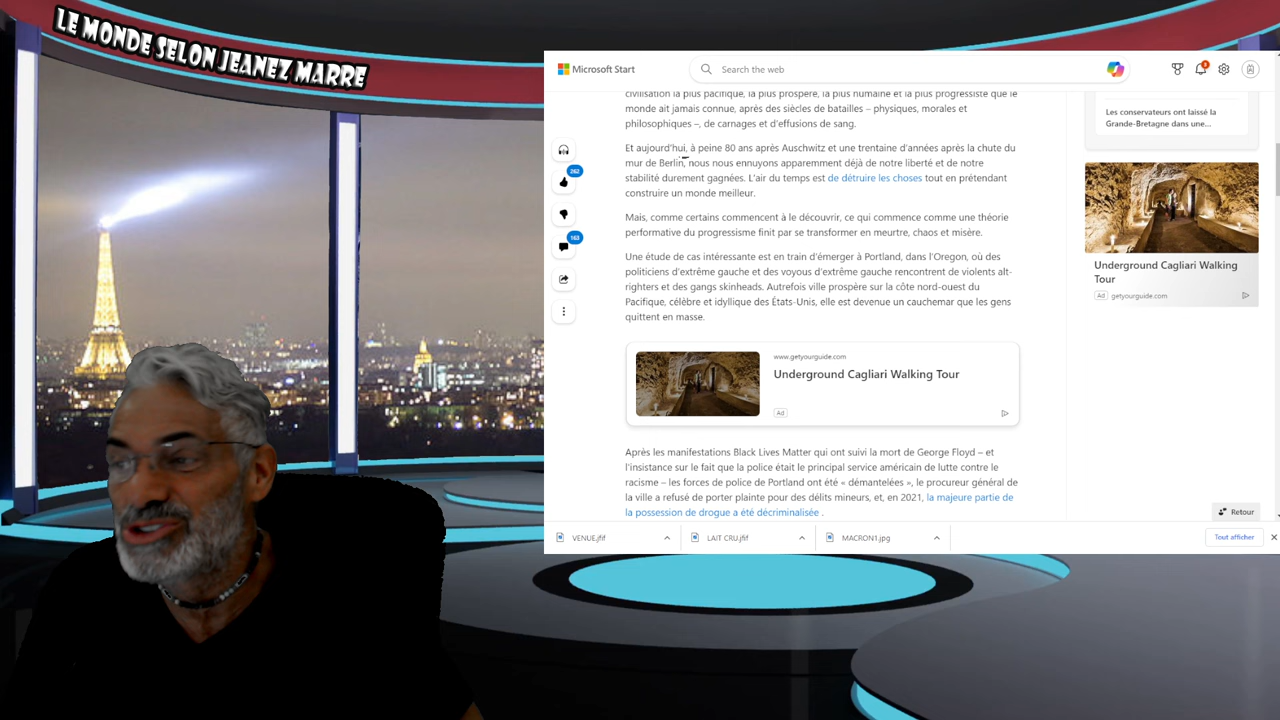 LE MONDE SELON JEANEZ MARRE
Microsoft Start
Search the web
3
civilisation la plus pacifique, la plus prospère, la plus humaine et la plus progressiste que le
monde ait jamais connue, après des siècles de batailles – physiques, morales et
philosophiques –, de carnages et d'effusions de sang.
Et aujourd'hui, à peine 80 ans après Auschwitz et une trentaine d'années après la chute du
mur de Berlin, nous nous ennuyons apparemment déjà de notre liberté et de notre
stabilité durement gagnées. L'air du temps est de détruire les choses tout en prétendant
construire un monde meilleur.
Mais, comme certains commencent à le découvrir, ce qui commence comme une théorie
performative du progressisme finit par se transformer en meurtre, chaos et misère.
Une étude de cas intéressante est en train d'émerger à Portland, dans l'Oregon, où des
politiciens d'extrême gauche et des voyous d'extrême gauche rencontrent de violents alt-
righters et des gangs skinheads. Autrefois ville prospère sur la côte nord-ouest du
Pacifique, célèbre et idyllique des États-Unis, elle est devenue un cauchemar que les gens
quittent en masse.
www.getyourguide.com
Underground Cagliari Walking Tour
Ad
Après les manifestations Black Lives Matter qui ont suivi la mort de George Floyd – et
l'insistance sur le fait que la police était le principal service américain de lutte contre le
racisme – les forces de police de Portland ont été « démantelées », le procureur général de
la ville a refusé de porter plainte pour des délits mineurs, et, en 2021, la majeure partie de
la possession de drogue a été décriminalisée .
262
163
Les conservateurs ont laissé la
Grande-Bretagne dans une...
Underground Cagliari Walking
Tour
Ad getyourguide.com
Retour
VENUE.jfif
LAIT CRU.jfif
MACRON1.jpg
Tout afficher